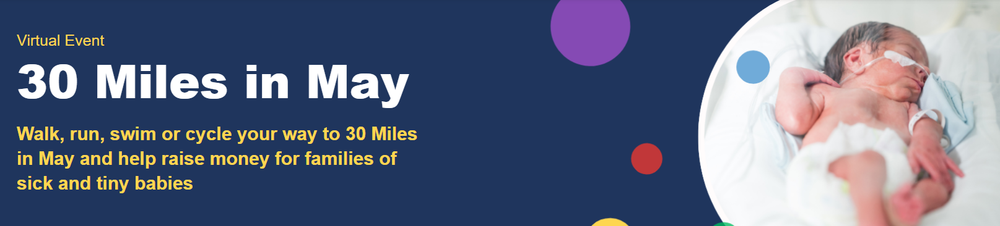 Virtual Event
30 Miles in May
Walk, run, swim or cycle your way to 30 Miles
in May and help raise money for families of
sick and tiny babies